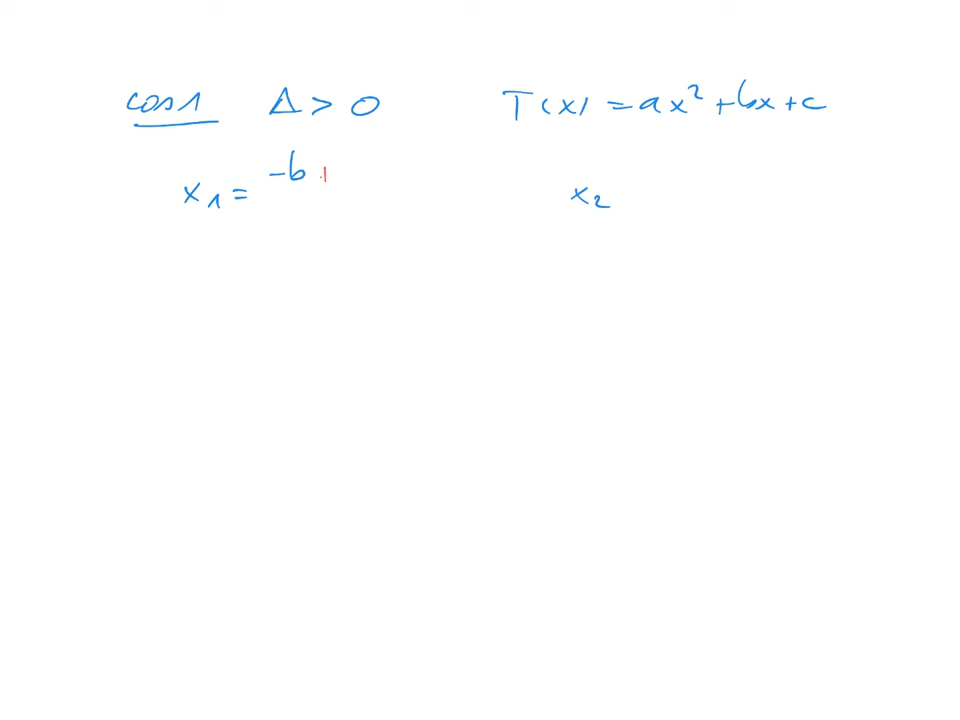 cas 1 Δ > 0 T(x) = ax² + bx + c
x₁ = -b x₂